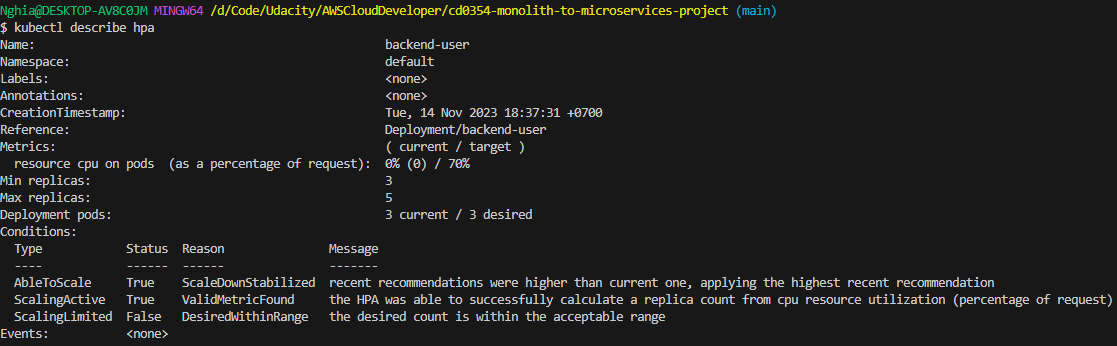 Nghia@DESKTOP-AV8C0JM MINGW64 /d/Code/Udacity/AWSCloudDeveloper/cd0354-monolith-to-microservices-project (main)
$ kubectl describe hpa
Name: backend-user
Namespace: default
Labels: <none>
Annotations: <none>
CreationTimestamp: Tue, 14 Nov 2023 18:37:31 +0700
Reference: Deployment/backend-user
Metrics: ( current / target )
  resource cpu on pods  (as a percentage of request): 0% (0) / 70%
Min replicas: 3
Max replicas: 5
Deployment pods: 3 current / 3 desired
Conditions:
  Type            Status  Reason               Message
  ----            ------  ------               -------
  AbleToScale     True    ScaleDownStabilized  recent recommendations were higher than current one, applying the highest recent recommendation
  ScalingActive   True    ValidMetricFound     the HPA was able to successfully calculate a replica count from cpu resource utilization (percentage of request)
  ScalingLimited  False   DesiredWithinRange   the desired count is within the acceptable range
Events: <none>